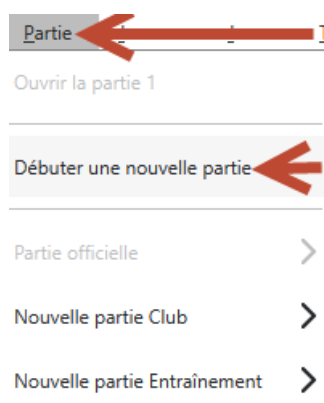 Partie
Ouvrir la partie 1
Débuter une nouvelle partie
Partie officielle
Nouvelle partie Club
Nouvelle partie Entraînement